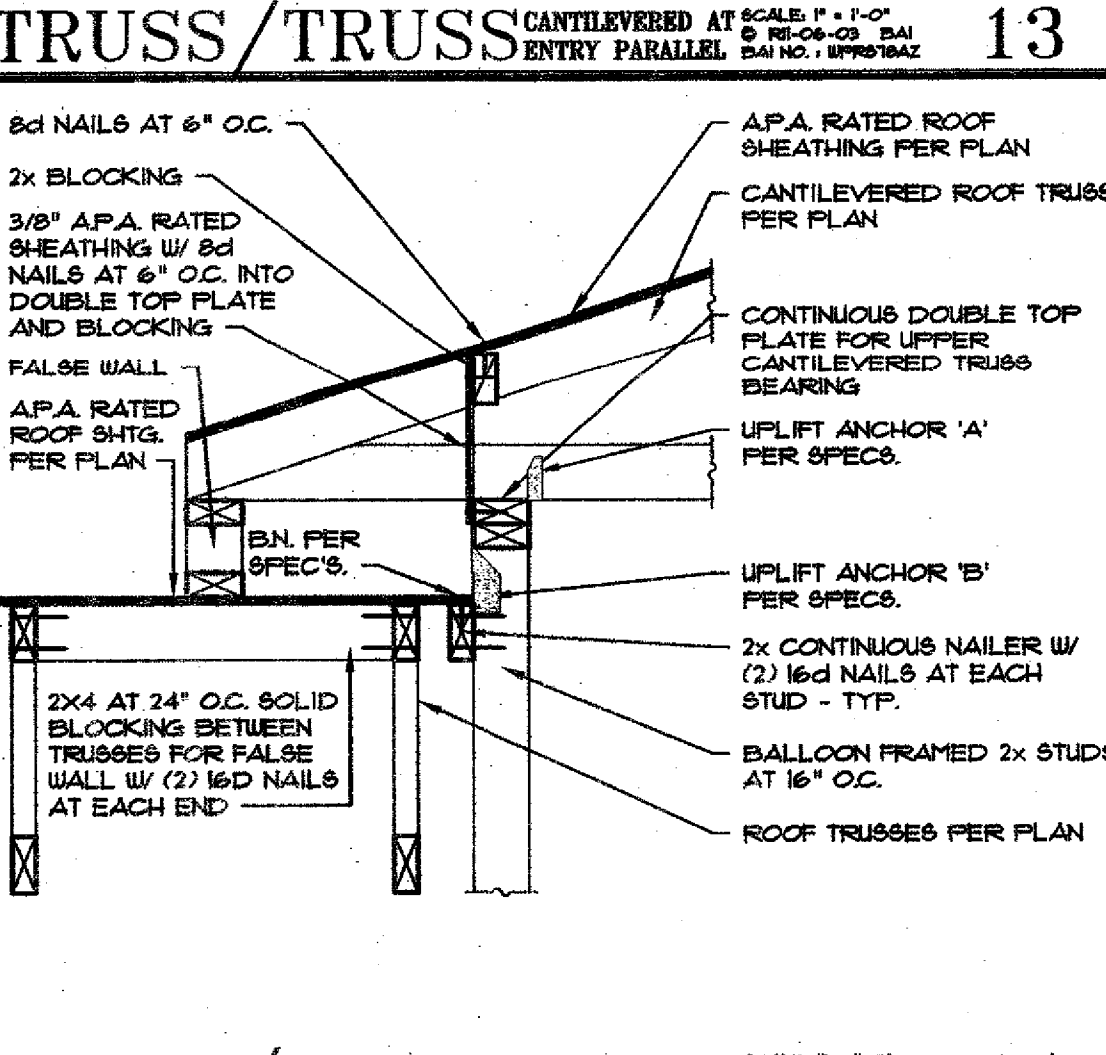 TRUSS/TRUSS
CANTILEVERED AT
ENTRY PARALLEL
SCALE: 1" = 1'-0"
BAI
BAI NO.:
13
8d NAILS AT 6" O.C.
2x BLOCKING
3/8" A.P.A. RATED
SHEATHING W/ 8d
NAILS AT 6" O.C. INTO
DOUBLE TOP PLATE
AND BLOCKING
FALSE WALL
A.P.A. RATED
ROOF SHTG.
PER PLAN
B.N. PER
SPEC'S.
2X4 AT 24" O.C. SOLID
BLOCKING BETWEEN
TRUSSES FOR FALSE
WALL W/ (2) 16D NAILS
AT EACH END
A.P.A. RATED ROOF
SHEATHING PER PLAN
CANTILEVERED ROOF TRUSS
PER PLAN
CONTINUOUS DOUBLE TOP
PLATE FOR UPPER
CANTILEVERED TRUSS
BEARING
UPLIFT ANCHOR 'A'
PER SPECS.
UPLIFT ANCHOR 'B'
PER SPECS.
2x CONTINUOUS NAILER W/
(2) 16d NAILS AT EACH
STUD - TYP.
BALLOON FRAMED 2x STUDS
AT 16" O.C.
ROOF TRUSSES PER PLAN